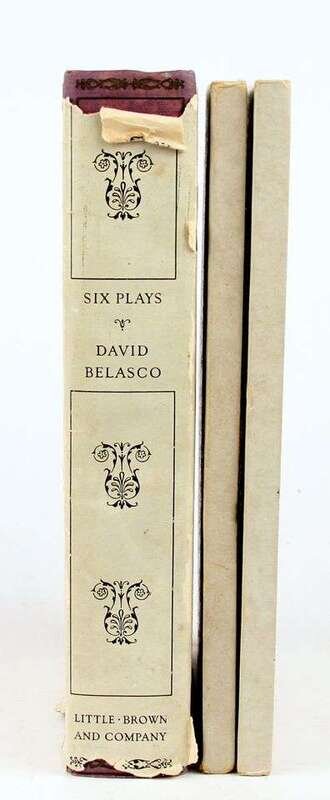 SIX PLAYS
DAVID
BELASCO
LITTLE · BROWN
AND COMPANY